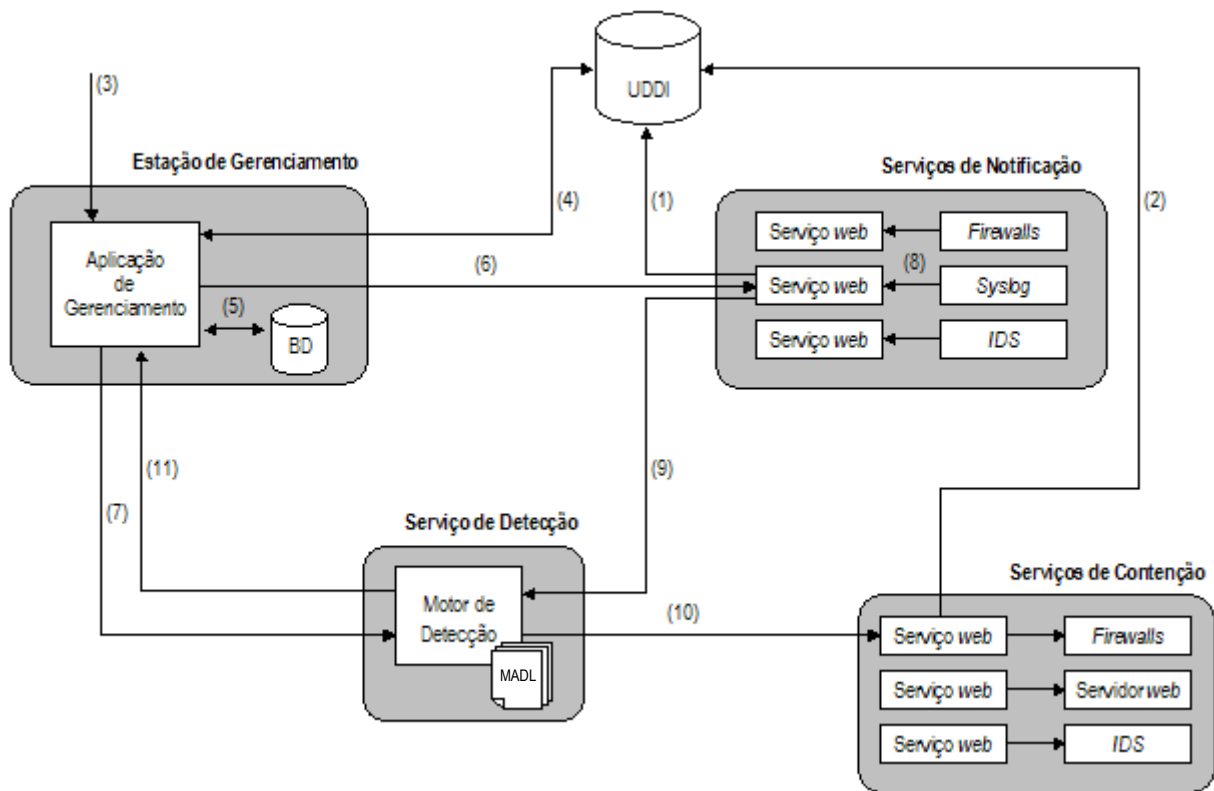 UDDI
(3)
Estação de Gerenciamento
Serviços de Notificação
(4)
(1)
(2)
Aplicação
de
Gerenciamento
(5)
BD
(6)
Serviço web
Firewalls
(8)
Serviço web
Syslog
Serviço web
IDS
(11)
(7)
(9)
Serviço de Detecção
Motor de
Detecção
MADL
(10)
Serviços de Contenção
Serviço web
Firewalls
Serviço web
Servidor web
Serviço web
IDS